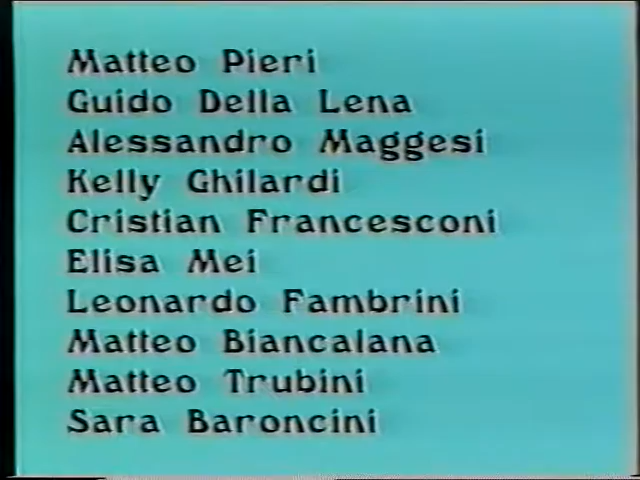 Matteo Pieri
Guido Della Lena
Alessandro Maggesi
Kelly Ghilardi
Cristian Francesconi
Elisa Mei
Leonardo Fambrini
Matteo Biancalana
Matteo Trubini
Sara Baroncini